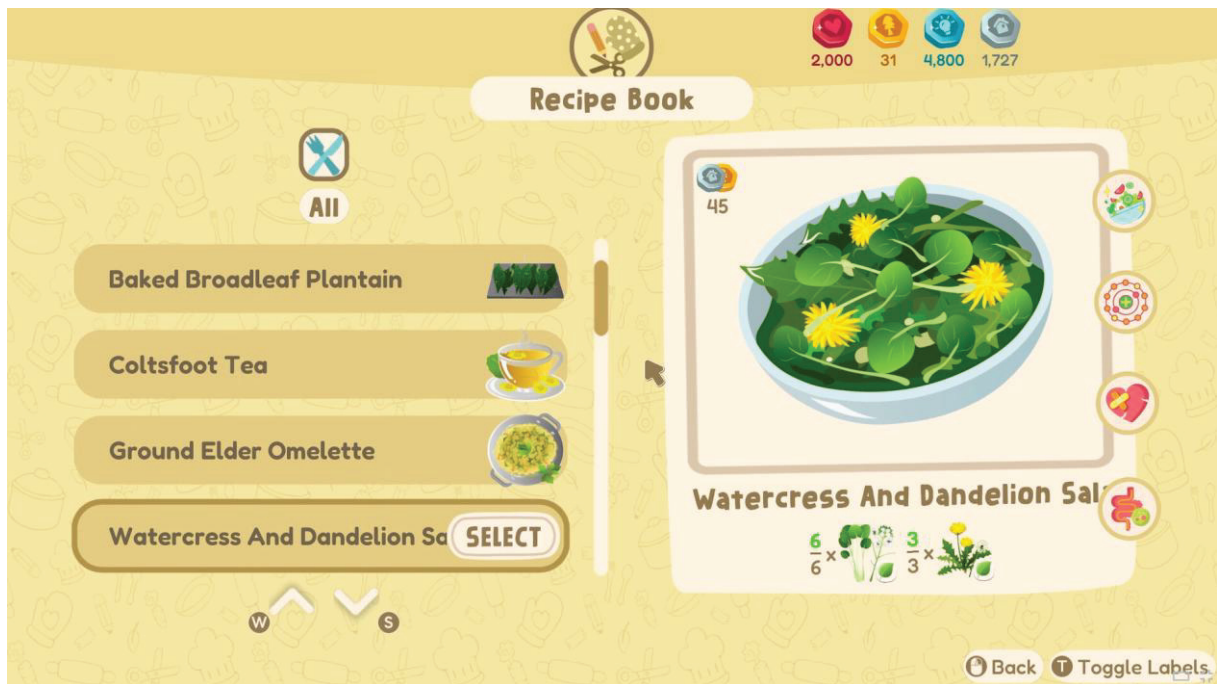 2,000 31 4,800 1,727
Recipe Book
All
Baked Broadleaf Plantain
Coltsfoot Tea
Ground Elder Omelette
Watercress And Dandelion Sa
SELECT
W S
45
Watercress And Dandelion Sal
6/6 × 3/3 ×
Back T Toggle Labels